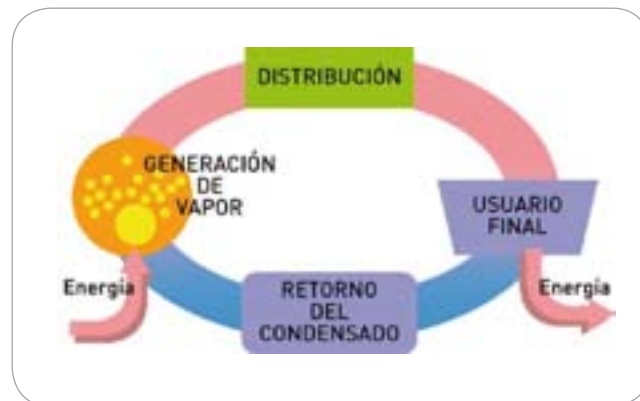 DISTRIBUCIÓN
GENERACIÓN
DE
VAPOR
USUARIO
FINAL
Energía
Energía
RETORNO
DEL
CONDENSADO